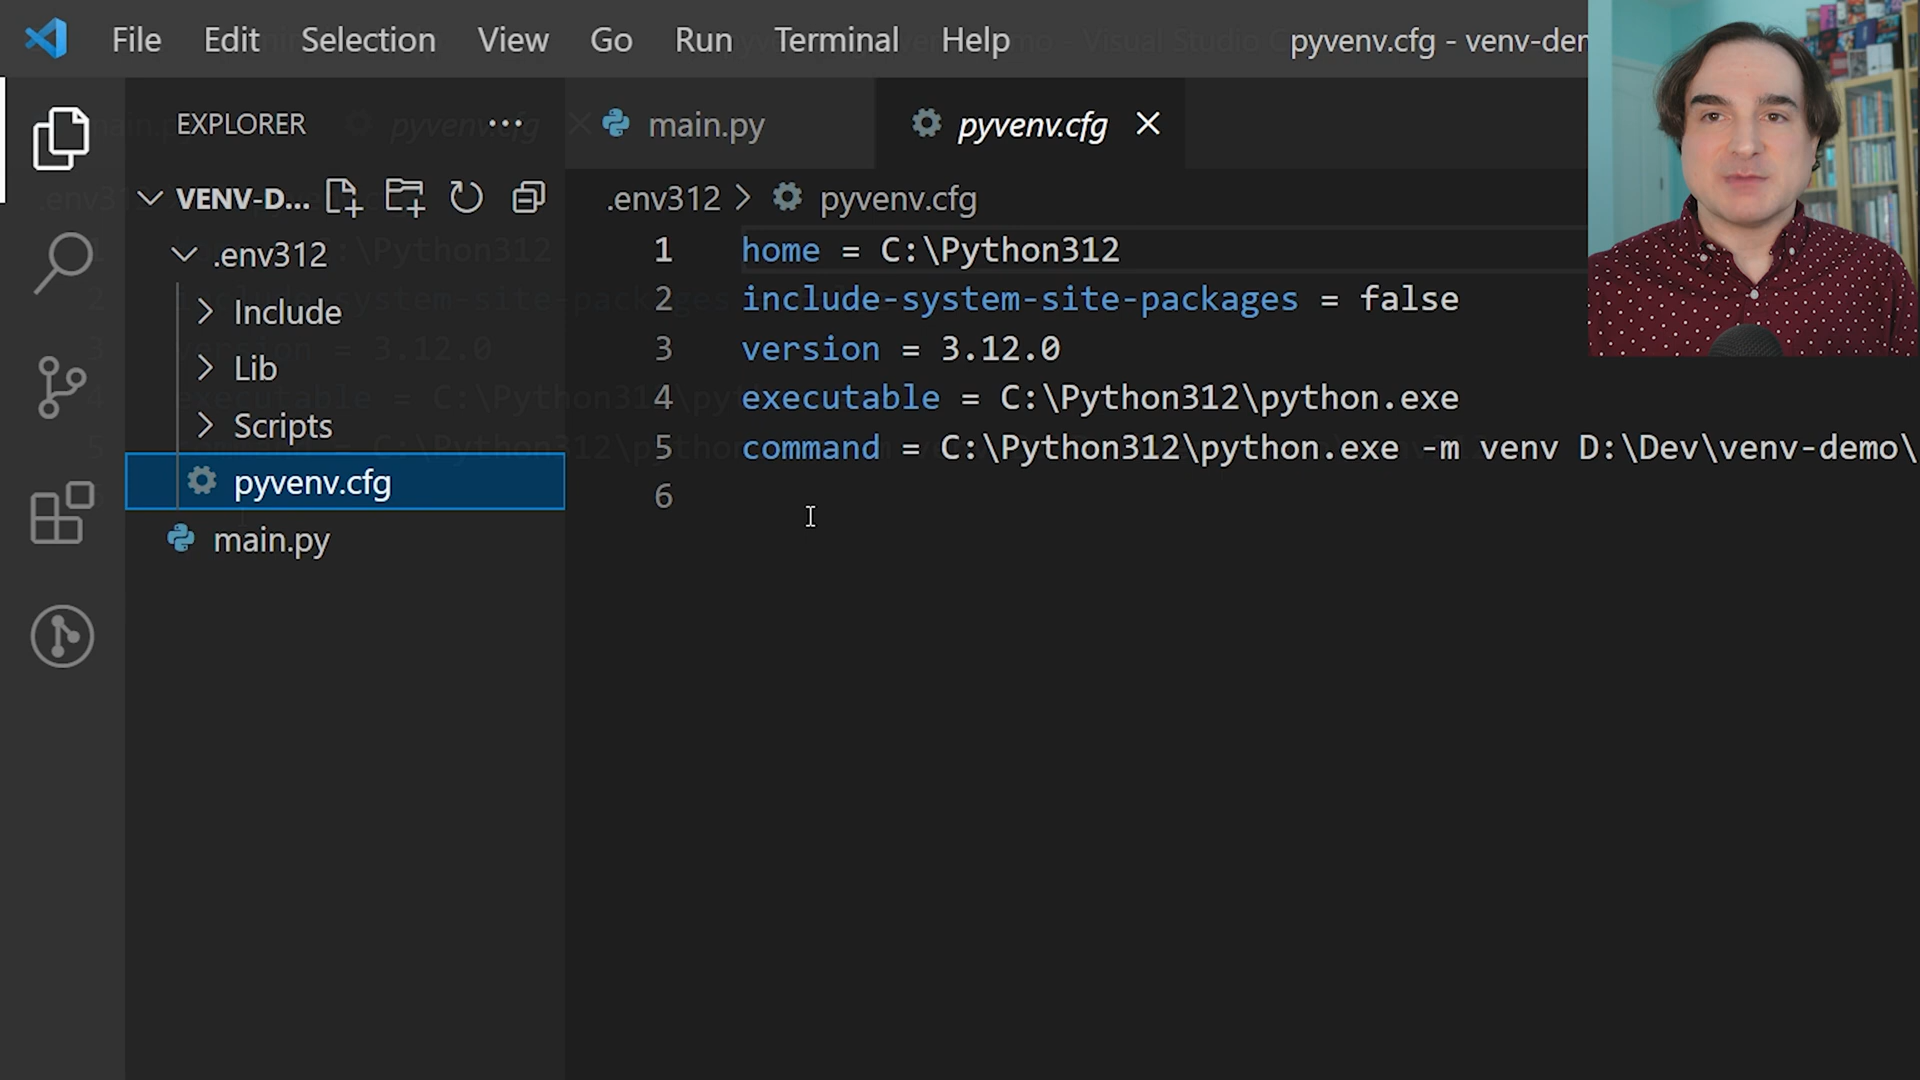 File Edit Selection View Go Run Terminal Help pyvenv.cfg - venv-den
EXPLORER ... main.py pyvenv.cfg
VENV-D...
.env312 > pyvenv.cfg
.env312
Include
Lib
Scripts
pyvenv.cfg
main.py
1 home = C:\Python312
2 include-system-site-packages = false
3 version = 3.12.0
4 executable = C:\Python312\python.exe
5 command = C:\Python312\python.exe -m venv D:\Dev\venv-demo\
6